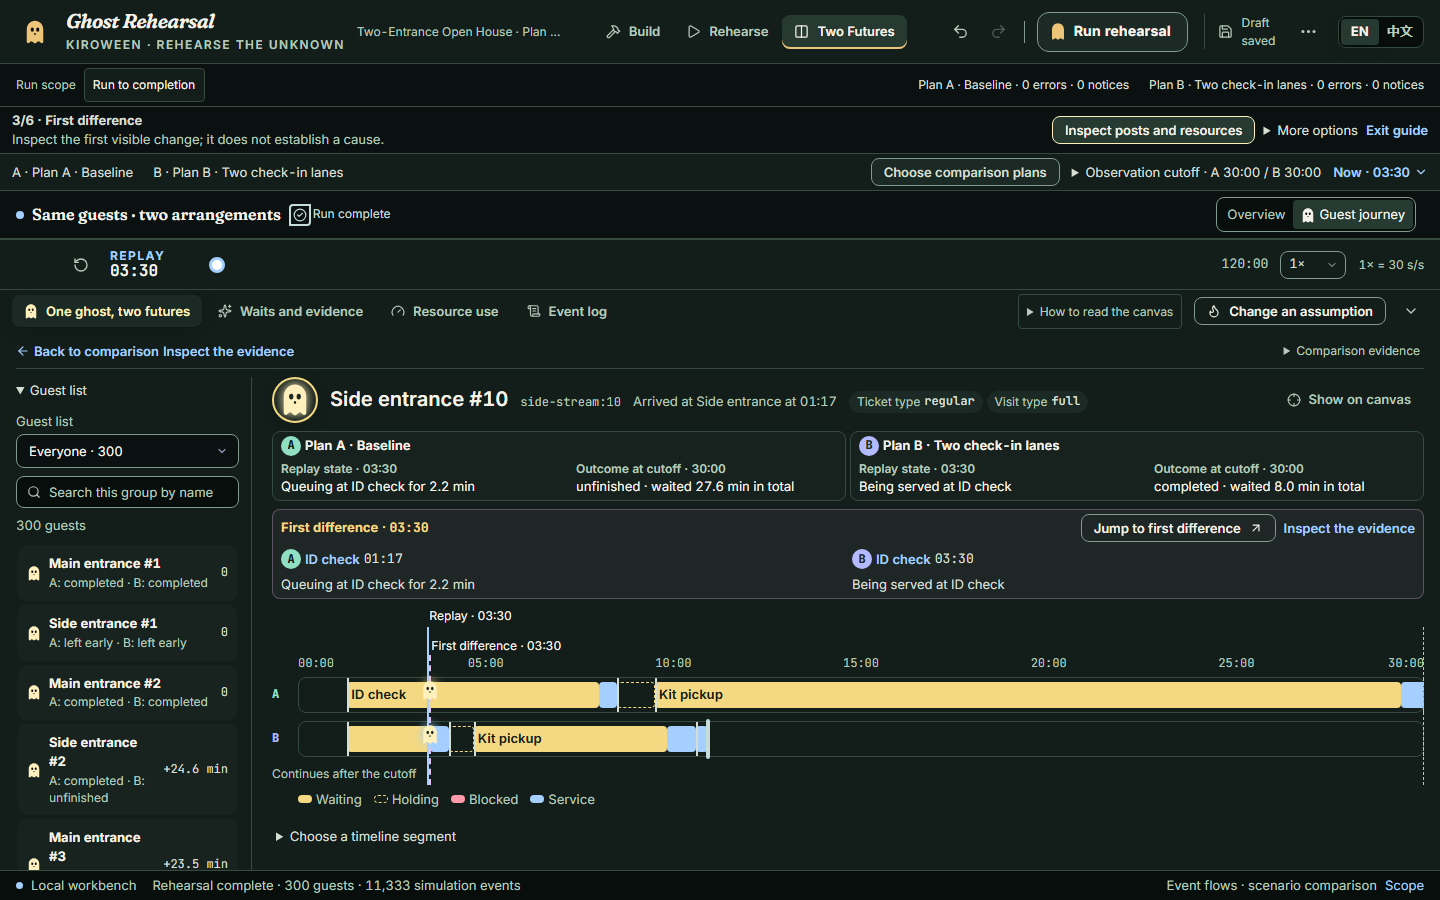 Ghost Rehearsal
KIROWEEN · REHEARSE THE UNKNOWN
Two-Entrance Open House · Plan ...
Build
Rehearse
Two Futures
Run rehearsal
Draft saved
EN
中文
Run scope
Run to completion
Plan A · Baseline · 0 errors · 0 notices
Plan B · Two check-in lanes · 0 errors · 0 notices
3/6 · First difference
Inspect the first visible change; it does not establish a cause.
Inspect posts and resources
More options
Exit guide
A · Plan A · Baseline
B · Plan B · Two check-in lanes
Choose comparison plans
Observation cutoff · A 30:00 / B 30:00
Now · 03:30
Same guests · two arrangements
Run complete
Overview
Guest journey
REPLAY
03:30
120:00
1×
1× = 30 s/s
One ghost, two futures
Waits and evidence
Resource use
Event log
How to read the canvas
Change an assumption
Back to comparison
Inspect the evidence
Comparison evidence
Guest list
Guest list
Everyone · 300
Search this group by name
300 guests
Main entrance #1
A: completed · B: completed
0
Side entrance #1
A: left early · B: left early
0
Main entrance #2
A: completed · B: completed
0
Side entrance #2
A: completed · B: unfinished
+24.6 min
Main entrance #3
+23.5 min
Side entrance #10
side-stream:10
Arrived at Side entrance at 01:17
Ticket type regular
Visit type full
Show on canvas
A Plan A · Baseline
Replay state · 03:30
Queuing at ID check for 2.2 min
Outcome at cutoff · 30:00
unfinished · waited 27.6 min in total
B Plan B · Two check-in lanes
Replay state · 03:30
Being served at ID check
Outcome at cutoff · 30:00
completed · waited 8.0 min in total
First difference · 03:30
Jump to first difference
Inspect the evidence
A ID check 01:17
Queuing at ID check for 2.2 min
B ID check 03:30
Being served at ID check
Replay · 03:30
First difference · 03:30
00:00
05:00
10:00
15:00
20:00
25:00
30:00
A
ID check
Kit pickup
B
Kit pickup
Continues after the cutoff
Waiting
Holding
Blocked
Service
Choose a timeline segment
Local workbench
Rehearsal complete · 300 guests · 11,333 simulation events
Event flows · scenario comparison
Scope